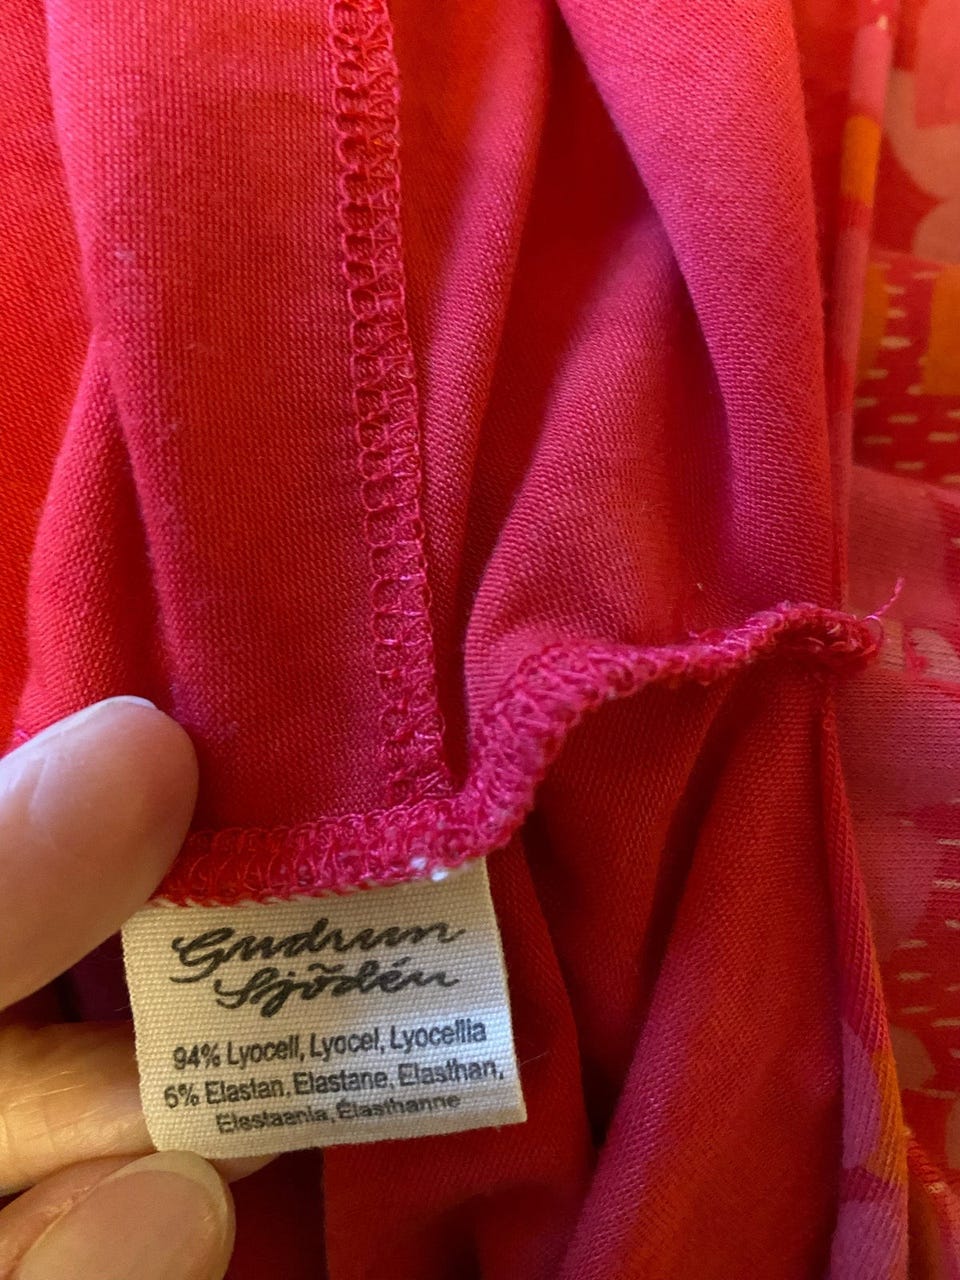 Gudrun
Sjödén
94% Lyocell, Lyocel, Lyocellia
6% Elastan, Elastane, Elasthan,
Elastaania, Élasthanne